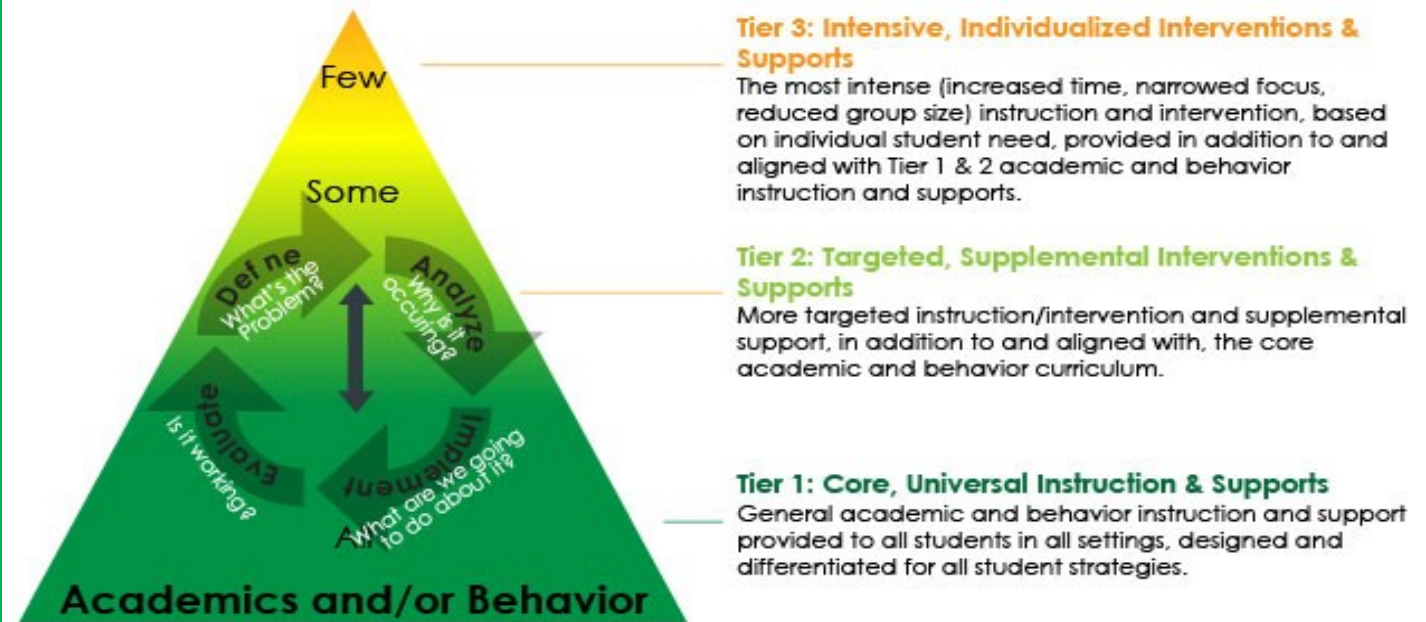 Few
Some
Def ne
What's the
Problem?
Analyze
Why is it
occuring?
Implement
What are we going
to do about it?
Evaluate
Is it working?
All
Academics and/or Behavior
Tier 3: Intensive, Individualized Interventions &
Supports
The most intense (increased time, narrowed focus,
reduced group size) instruction and intervention, based
on individual student need, provided in addition to and
aligned with Tier 1 & 2 academic and behavior
instruction and supports.
Tier 2: Targeted, Supplemental Interventions &
Supports
More targeted instruction/intervention and supplemental
support, in addition to and aligned with, the core
academic and behavior curriculum.
Tier 1: Core, Universal Instruction & Supports
General academic and behavior instruction and support
provided to all students in all settings, designed and
differentiated for all student strategies.